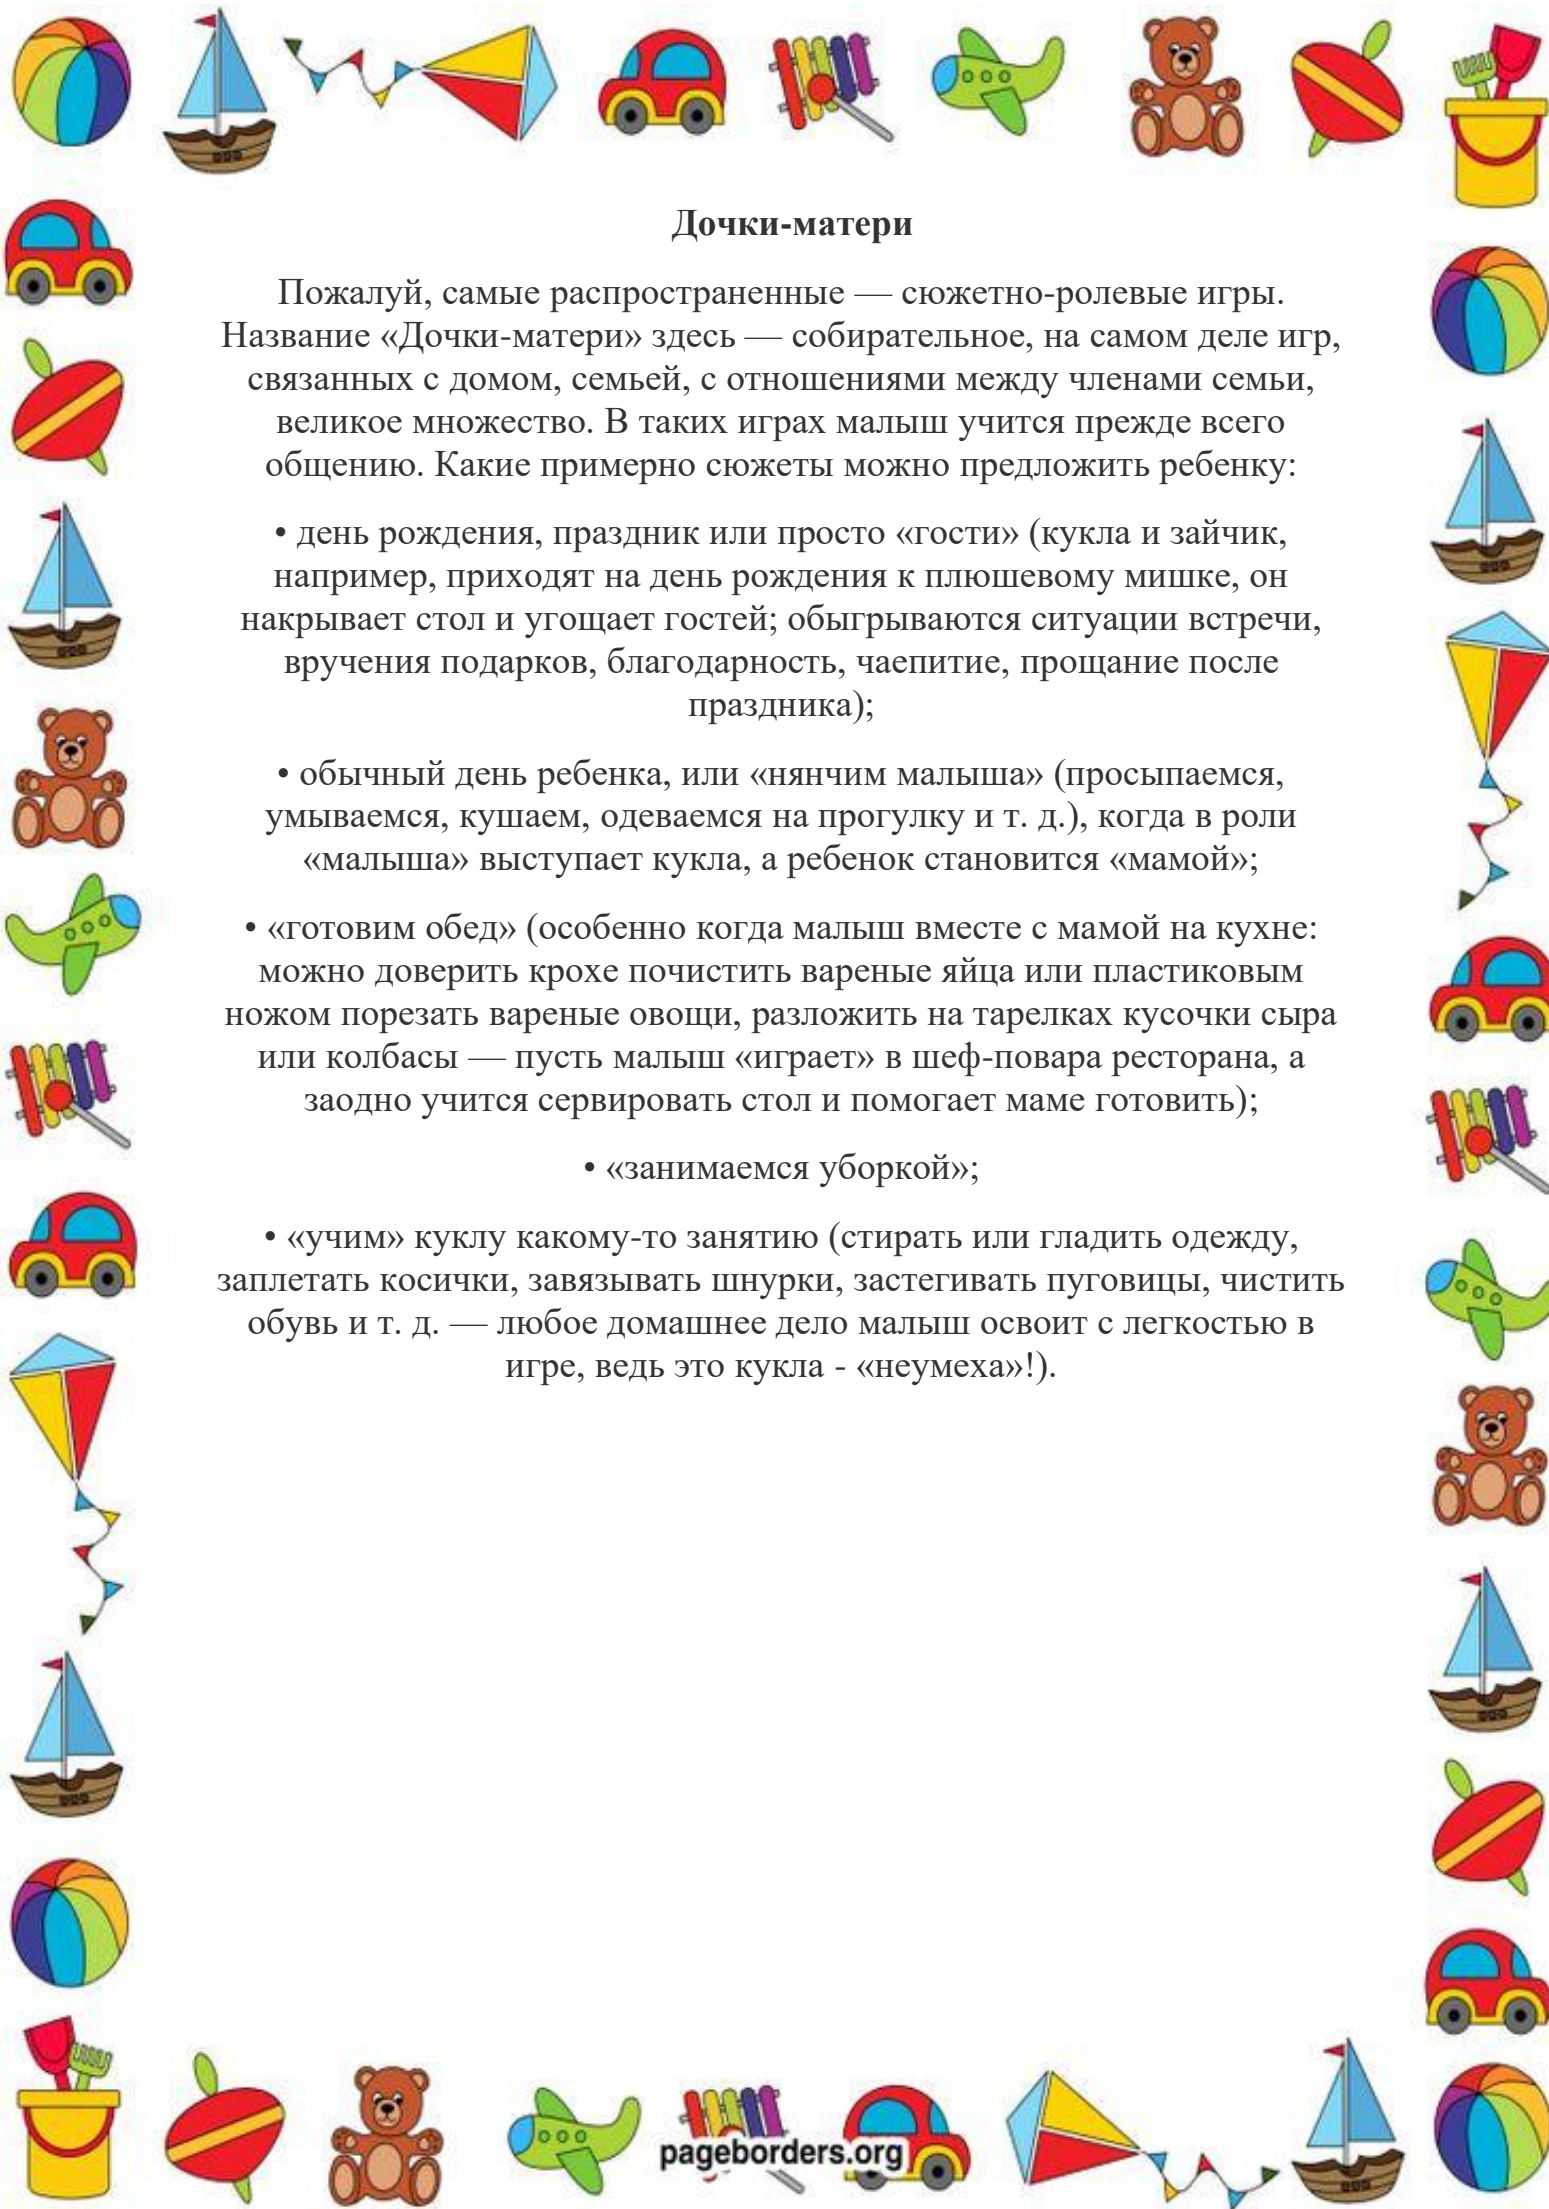 Дочки-матери
Пожалуй, самые распространенные — сюжетно-ролевые игры.
Название «Дочки-матери» здесь — собирательное, на самом деле игр,
связанных с домом, семьей, с отношениями между членами семьи,
великое множество. В таких играх малыш учится прежде всего
общению. Какие примерно сюжеты можно предложить ребенку:
• день рождения, праздник или просто «гости» (кукла и зайчик,
например, приходят на день рождения к плюшевому мишке, он
накрывает стол и угощает гостей; обыгрываются ситуации встречи,
вручения подарков, благодарность, чаепитие, прощание после
праздника);
• обычный день ребенка, или «нянчим малыша» (просыпаемся,
умываемся, кушаем, одеваемся на прогулку и т. д.), когда в роли
«малыша» выступает кукла, а ребенок становится «мамой»;
• «готовим обед» (особенно когда малыш вместе с мамой на кухне:
можно доверить крохе почистить вареные яйца или пластиковым
ножом порезать вареные овощи, разложить на тарелках кусочки сыра
или колбасы — пусть малыш «играет» в шеф-повара ресторана, а
заодно учится сервировать стол и помогает маме готовить);
• «занимаемся уборкой»;
• «учим» куклу какому-то занятию (стирать или гладить одежду,
заплетать косички, завязывать шнурки, застегивать пуговицы, чистить
обувь и т. д. — любое домашнее дело малыш освоит с легкостью в
игре, ведь это кукла - «неумеха»!).
pageborders.org